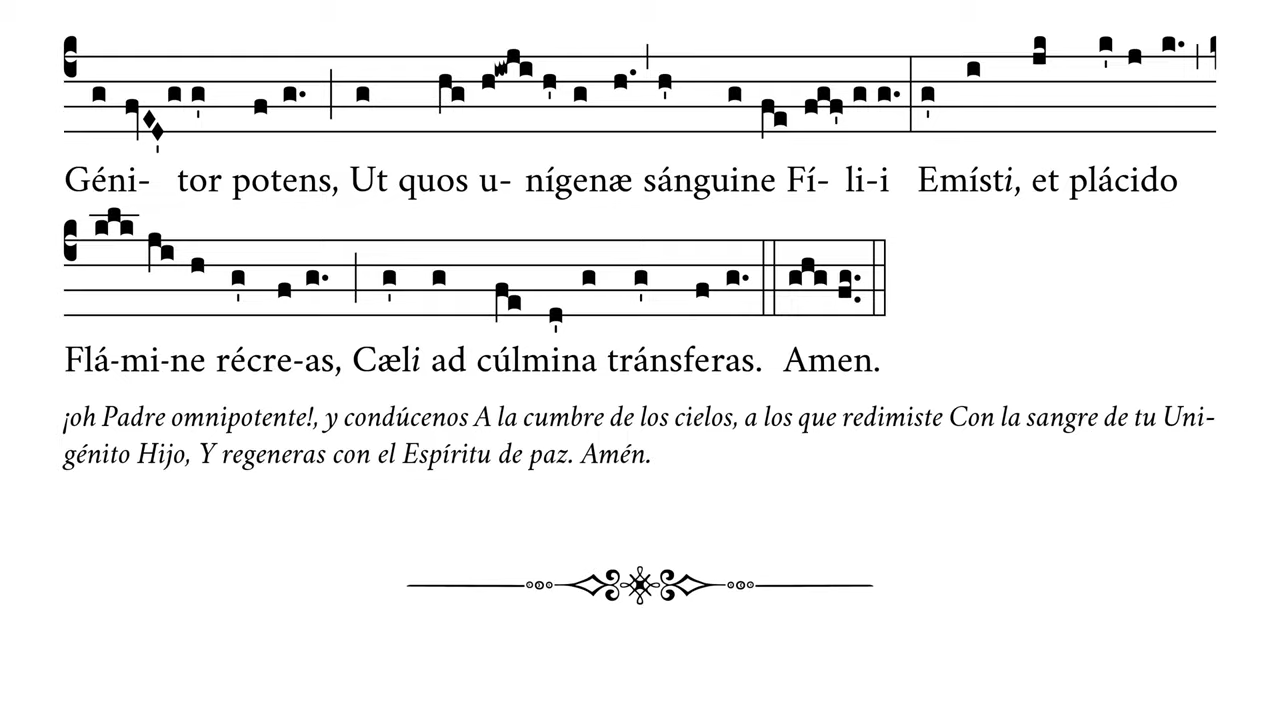 Géni- tor potens, Ut quos u- nígenæ sánguine Fí- li-i Emísti, et plácido
Flá-mi-ne récre-as, Cæli ad cúlmina tránsferas. Amen.
¡oh Padre omnipotente!, y condúcenos A la cumbre de los cielos, a los que redimiste Con la sangre de tu Uni-
génito Hijo, Y regeneras con el Espíritu de paz. Amén.